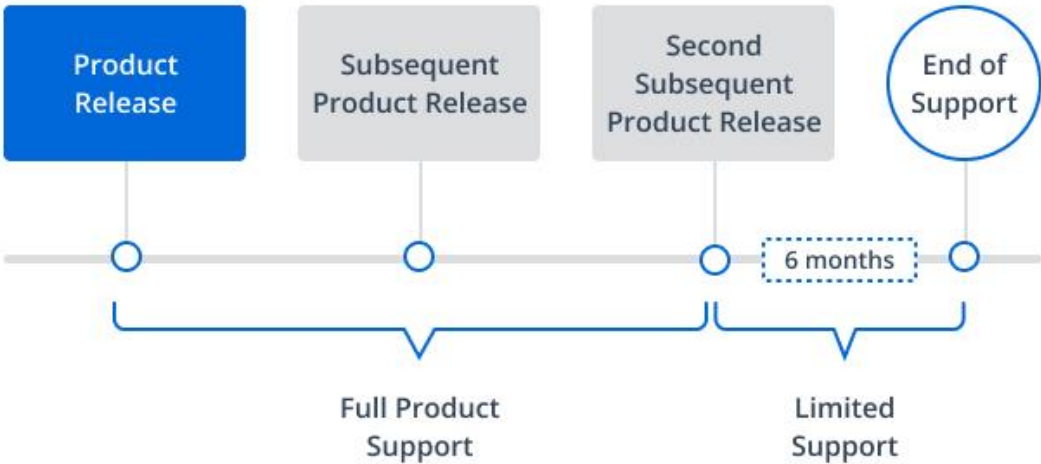 Product
Release
Subsequent
Product Release
Second
Subsequent
Product Release
End of
Support
6 months
Full Product
Support
Limited
Support